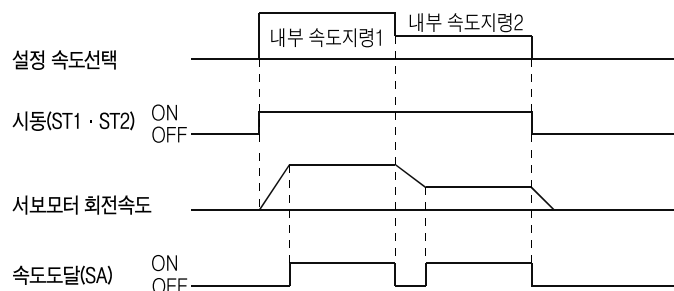 내부 속도지령1
내부 속도지령2
설정 속도선택
시동(ST1 · ST2)
ON
OFF
서보모터 회전속도
속도도달(SA)
ON
OFF